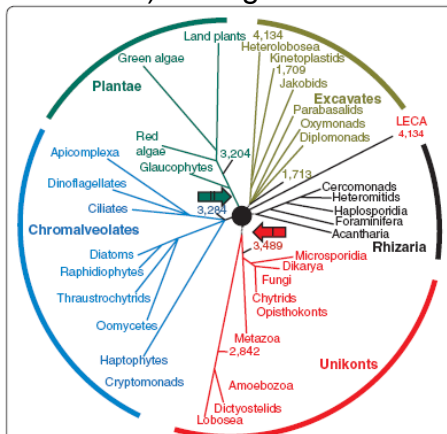 Land plants
Green algae
Plantae
Red
algae
Glaucophytes
3,204
4,134
Heterolobosea
Kinetoplastids
1,709
Jakobids
Excavates
Parabasalids
Oxymonads
Diplomonads
1,713
LECA
4,134
Cercomonads
Heteromitids
Haplosporidia
Foraminifera
Acantharia
Rhizaria
Apicomplexa
Dinoflagellates
Ciliates
3,284
Chromalveolates
Diatoms
Raphidiophytes
Thraustrochytrids
Oomycetes
Haptophytes
Cryptomonads
3,489
Microsporidia
Dikarya
Fungi
Chytrids
Opisthokonts
Metazoa
2,842
Unikonts
Amoebozoa
Dictyostelids
Lobosea